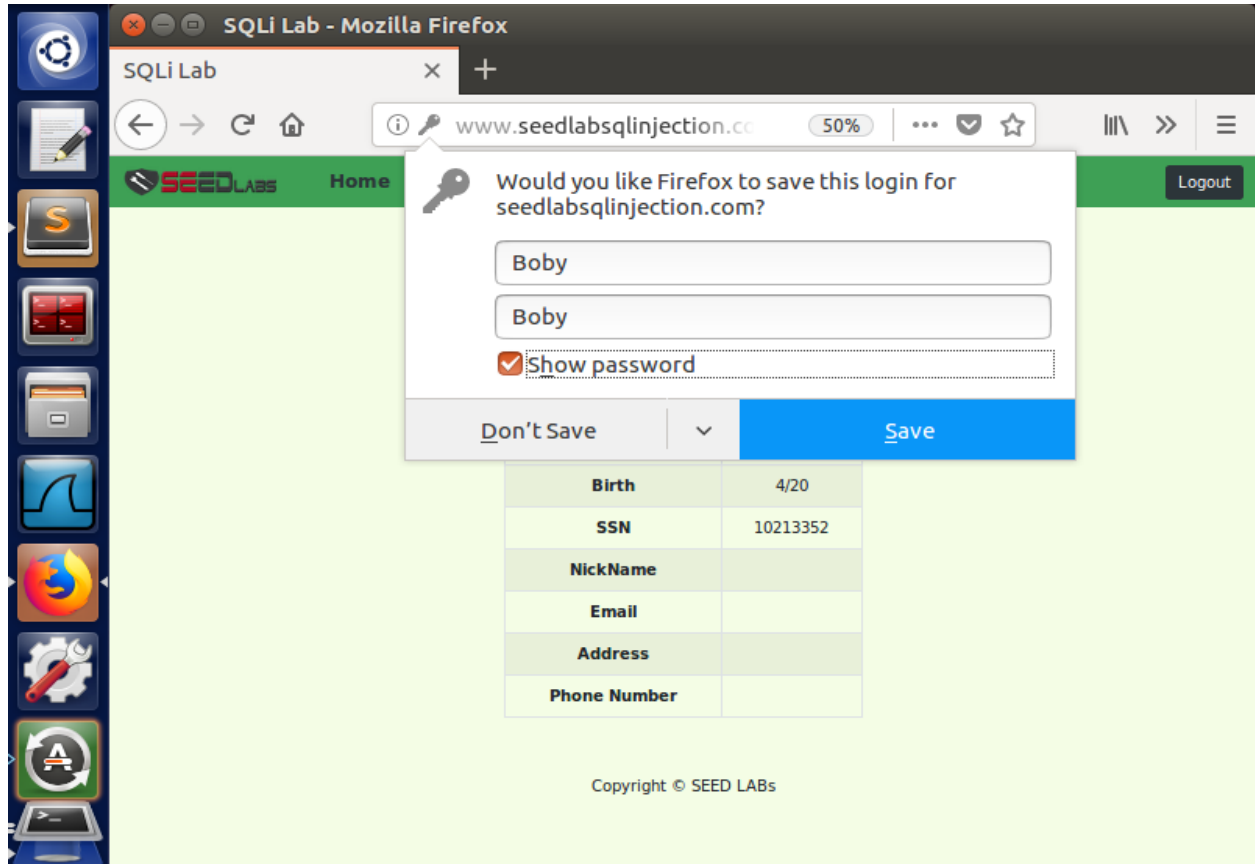 SQLi Lab - Mozilla Firefox
SQLi Lab
www.seedlabsqlinjection.co 50%
SEEDLABS Home Logout
Would you like Firefox to save this login for
seedlabsqlinjection.com?
Boby
Boby
Show password
Don't Save Save
Birth 4/20
SSN 10213352
NickName
Email
Address
Phone Number
Copyright © SEED LABs